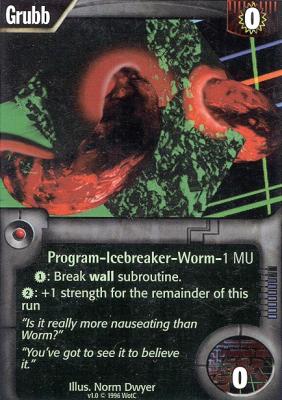 Grubb
0
Program-Icebreaker-Worm-1 MU
1: Break wall subroutine.
2: +1 strength for the remainder of this
run
"Is it really more nauseating than
Worm?"
"You've got to see it to believe
it."
Illus. Norm Dwyer
v1.0 © 1996 WotC
0